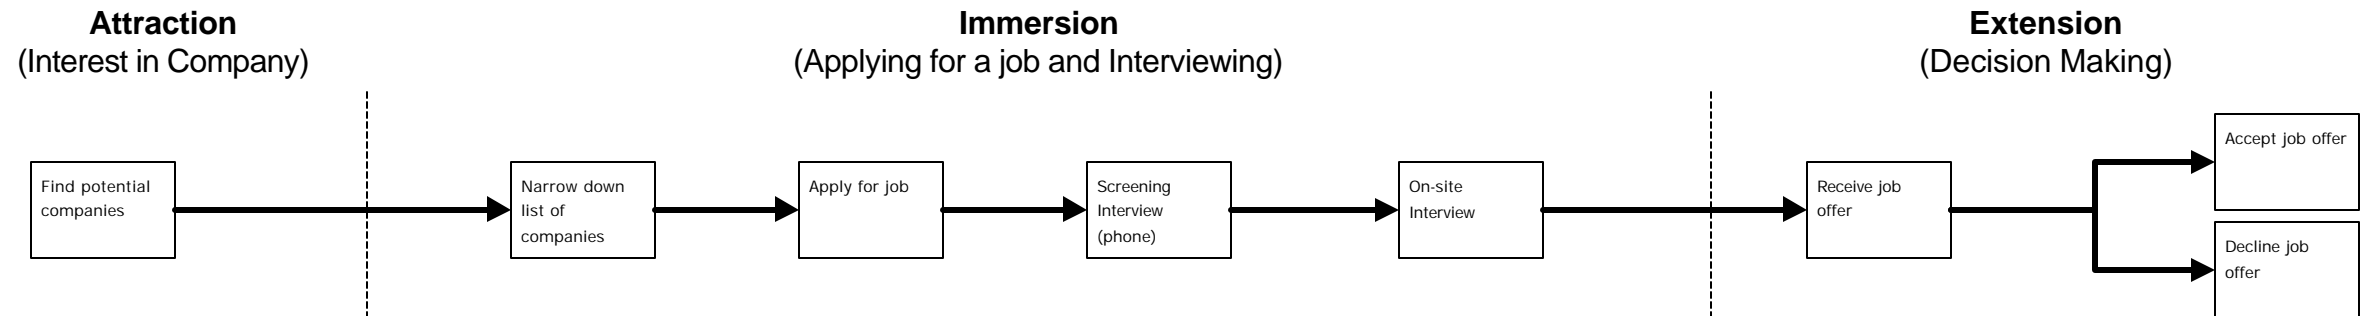 Attraction
(Interest in Company)
Immersion
(Applying for a job and Interviewing)
Extension
(Decision Making)
Find potential
companies
Narrow down
list of
companies
Apply for job
Screening
Interview
(phone)
On-site
Interview
Receive job
offer
Accept job offer
Decline job
offer